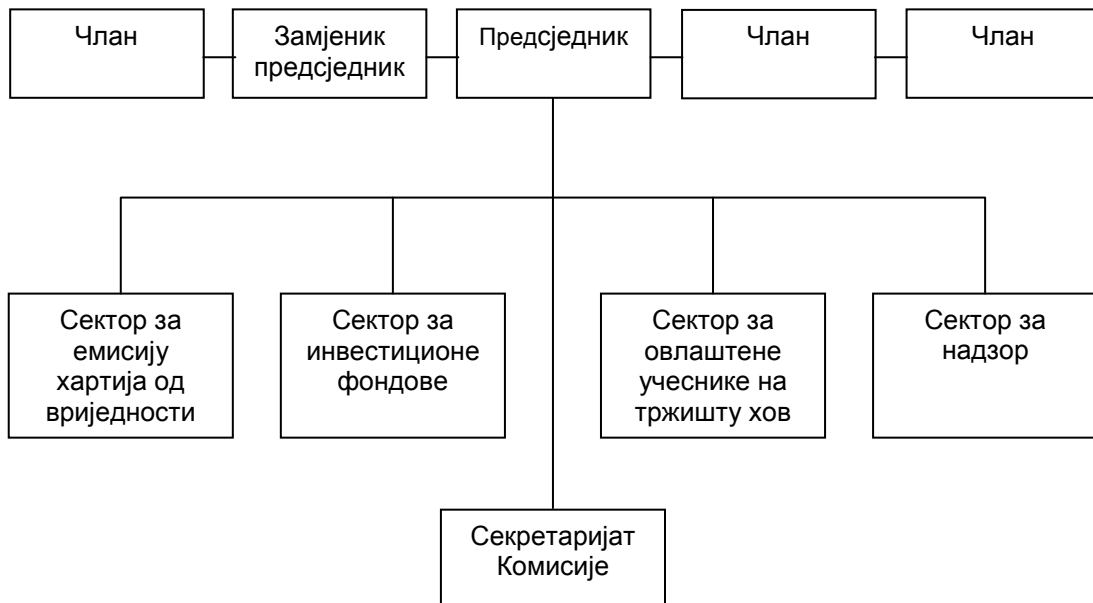 Члан
Замјеник
предсједник
Предсједник
Члан
Члан
Сектор за
емисију
хартија од
вриједности
Сектор за
инвестиционе
фондове
Сектор за
овлаштене
учеснике на
тржишту хов
Сектор за
надзор
Секретаријат
Комисије